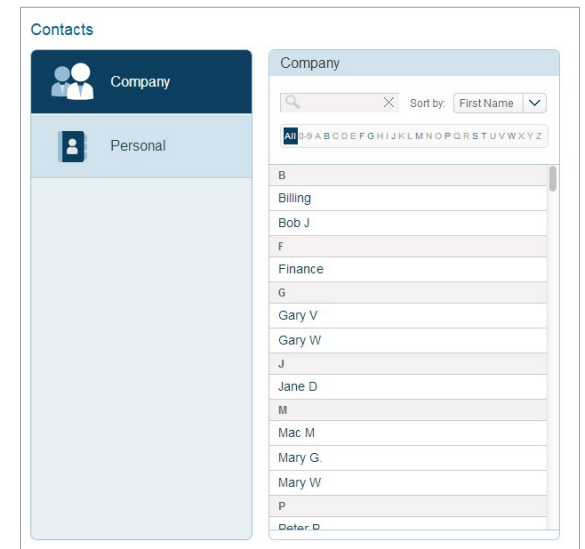 Contacts
Company
Personal
Company
Sort by: First Name
All 0-9 A B C D E F G H I J K L M N O P Q R S T U V W X Y Z
B
Billing
Bob J
F
Finance
G
Gary V
Gary W
J
Jane D
M
Mac M
Mary G.
Mary W
P
Peter P